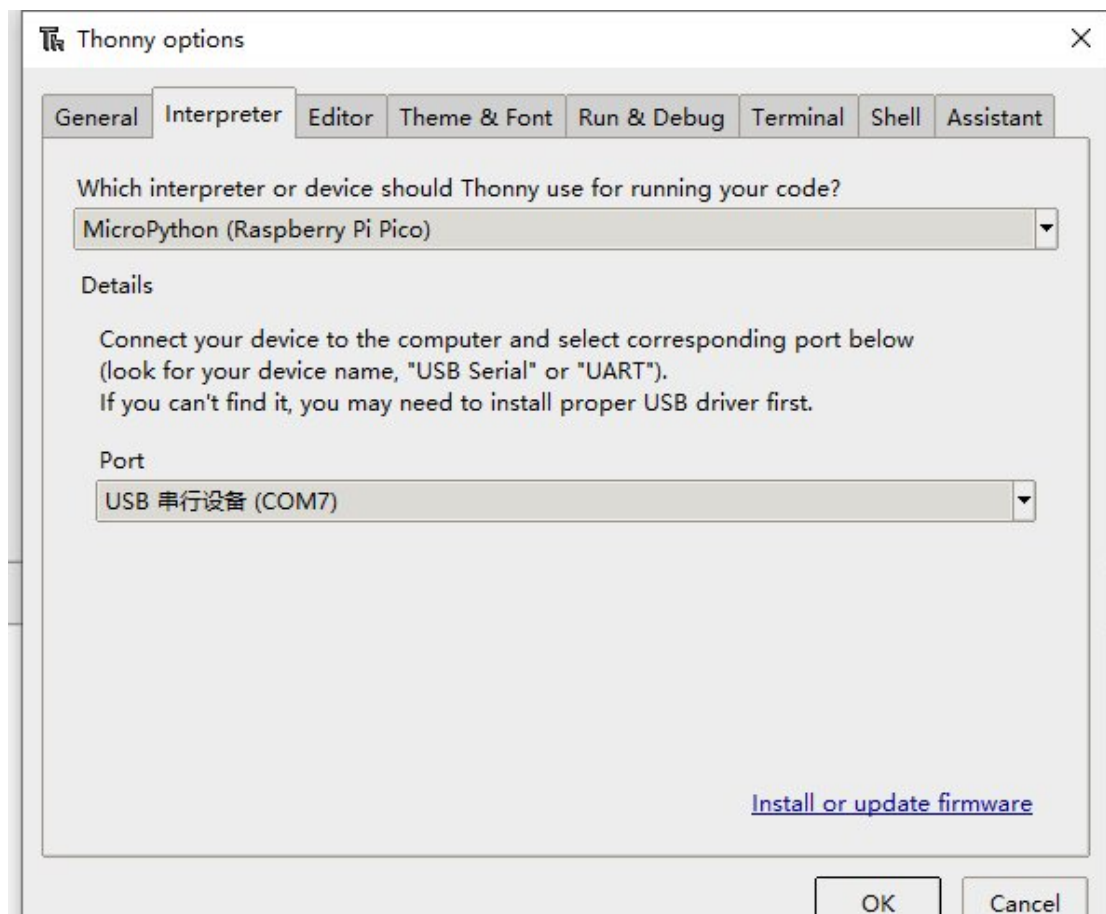 Thonny options
General Interpreter Editor Theme & Font Run & Debug Terminal Shell Assistant
Which interpreter or device should Thonny use for running your code?
MicroPython (Raspberry Pi Pico)
Details
Connect your device to the computer and select corresponding port below
(look for your device name, "USB Serial" or "UART").
If you can't find it, you may need to install proper USB driver first.
Port
USB 串行设备 (COM7)
Install or update firmware
OK Cancel